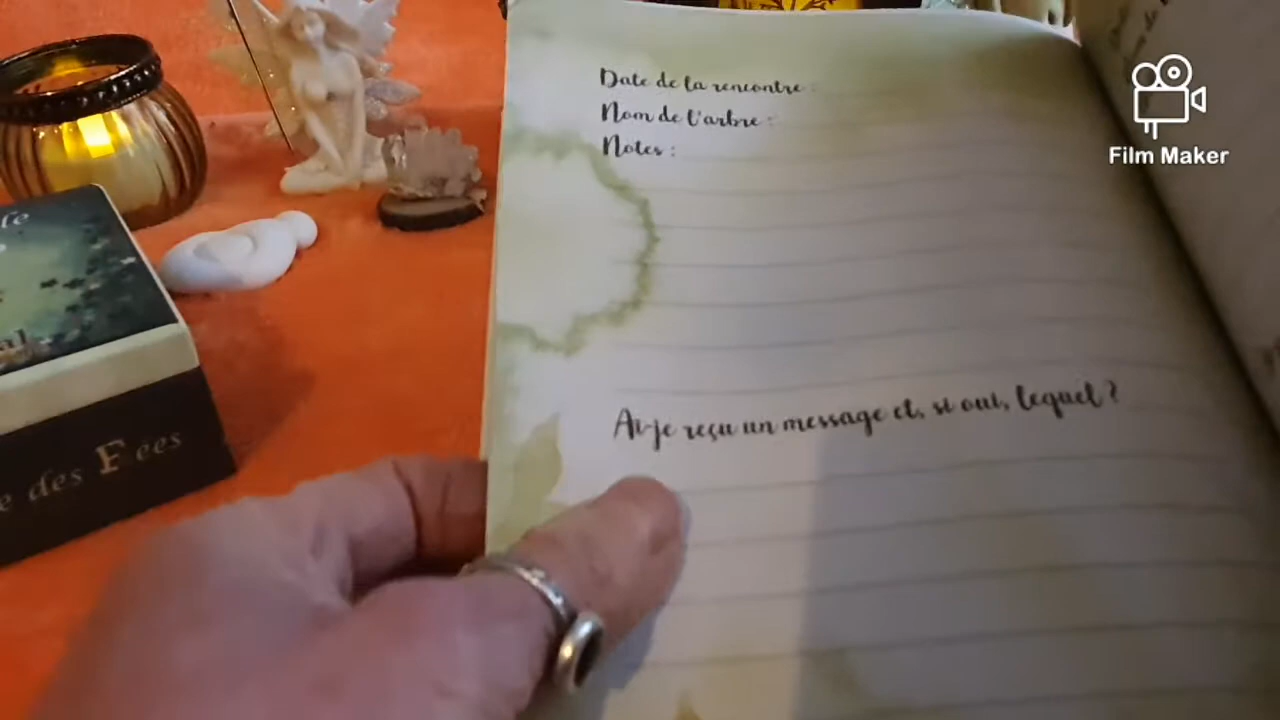 Date de la rencontre :
Nom de l'arbre :
Notes :
Ai-je reçu un message et, si oui, lequel ?
Film Maker
e des Fées